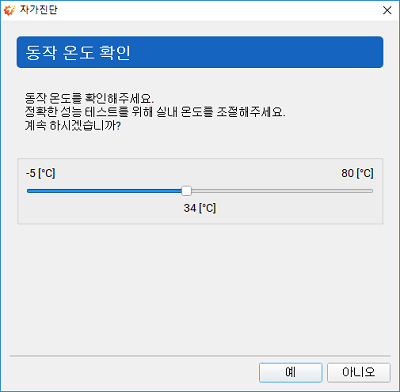 자가진단
동작 온도 확인
동작 온도를 확인해주세요.
정확한 성능 테스트를 위해 실내 온도를 조절해주세요.
계속 하시겠습니까?
-5 [°C] 80 [°C]
34 [°C]
예 아니오